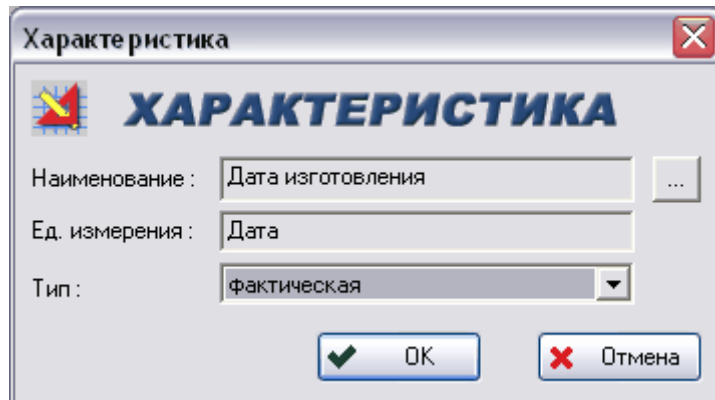 Характеристика
ХАРАКТЕРИСТИКА
Наименование : Дата изготовления ...
Ед. измерения : Дата
Тип : фактическая
OK Отмена